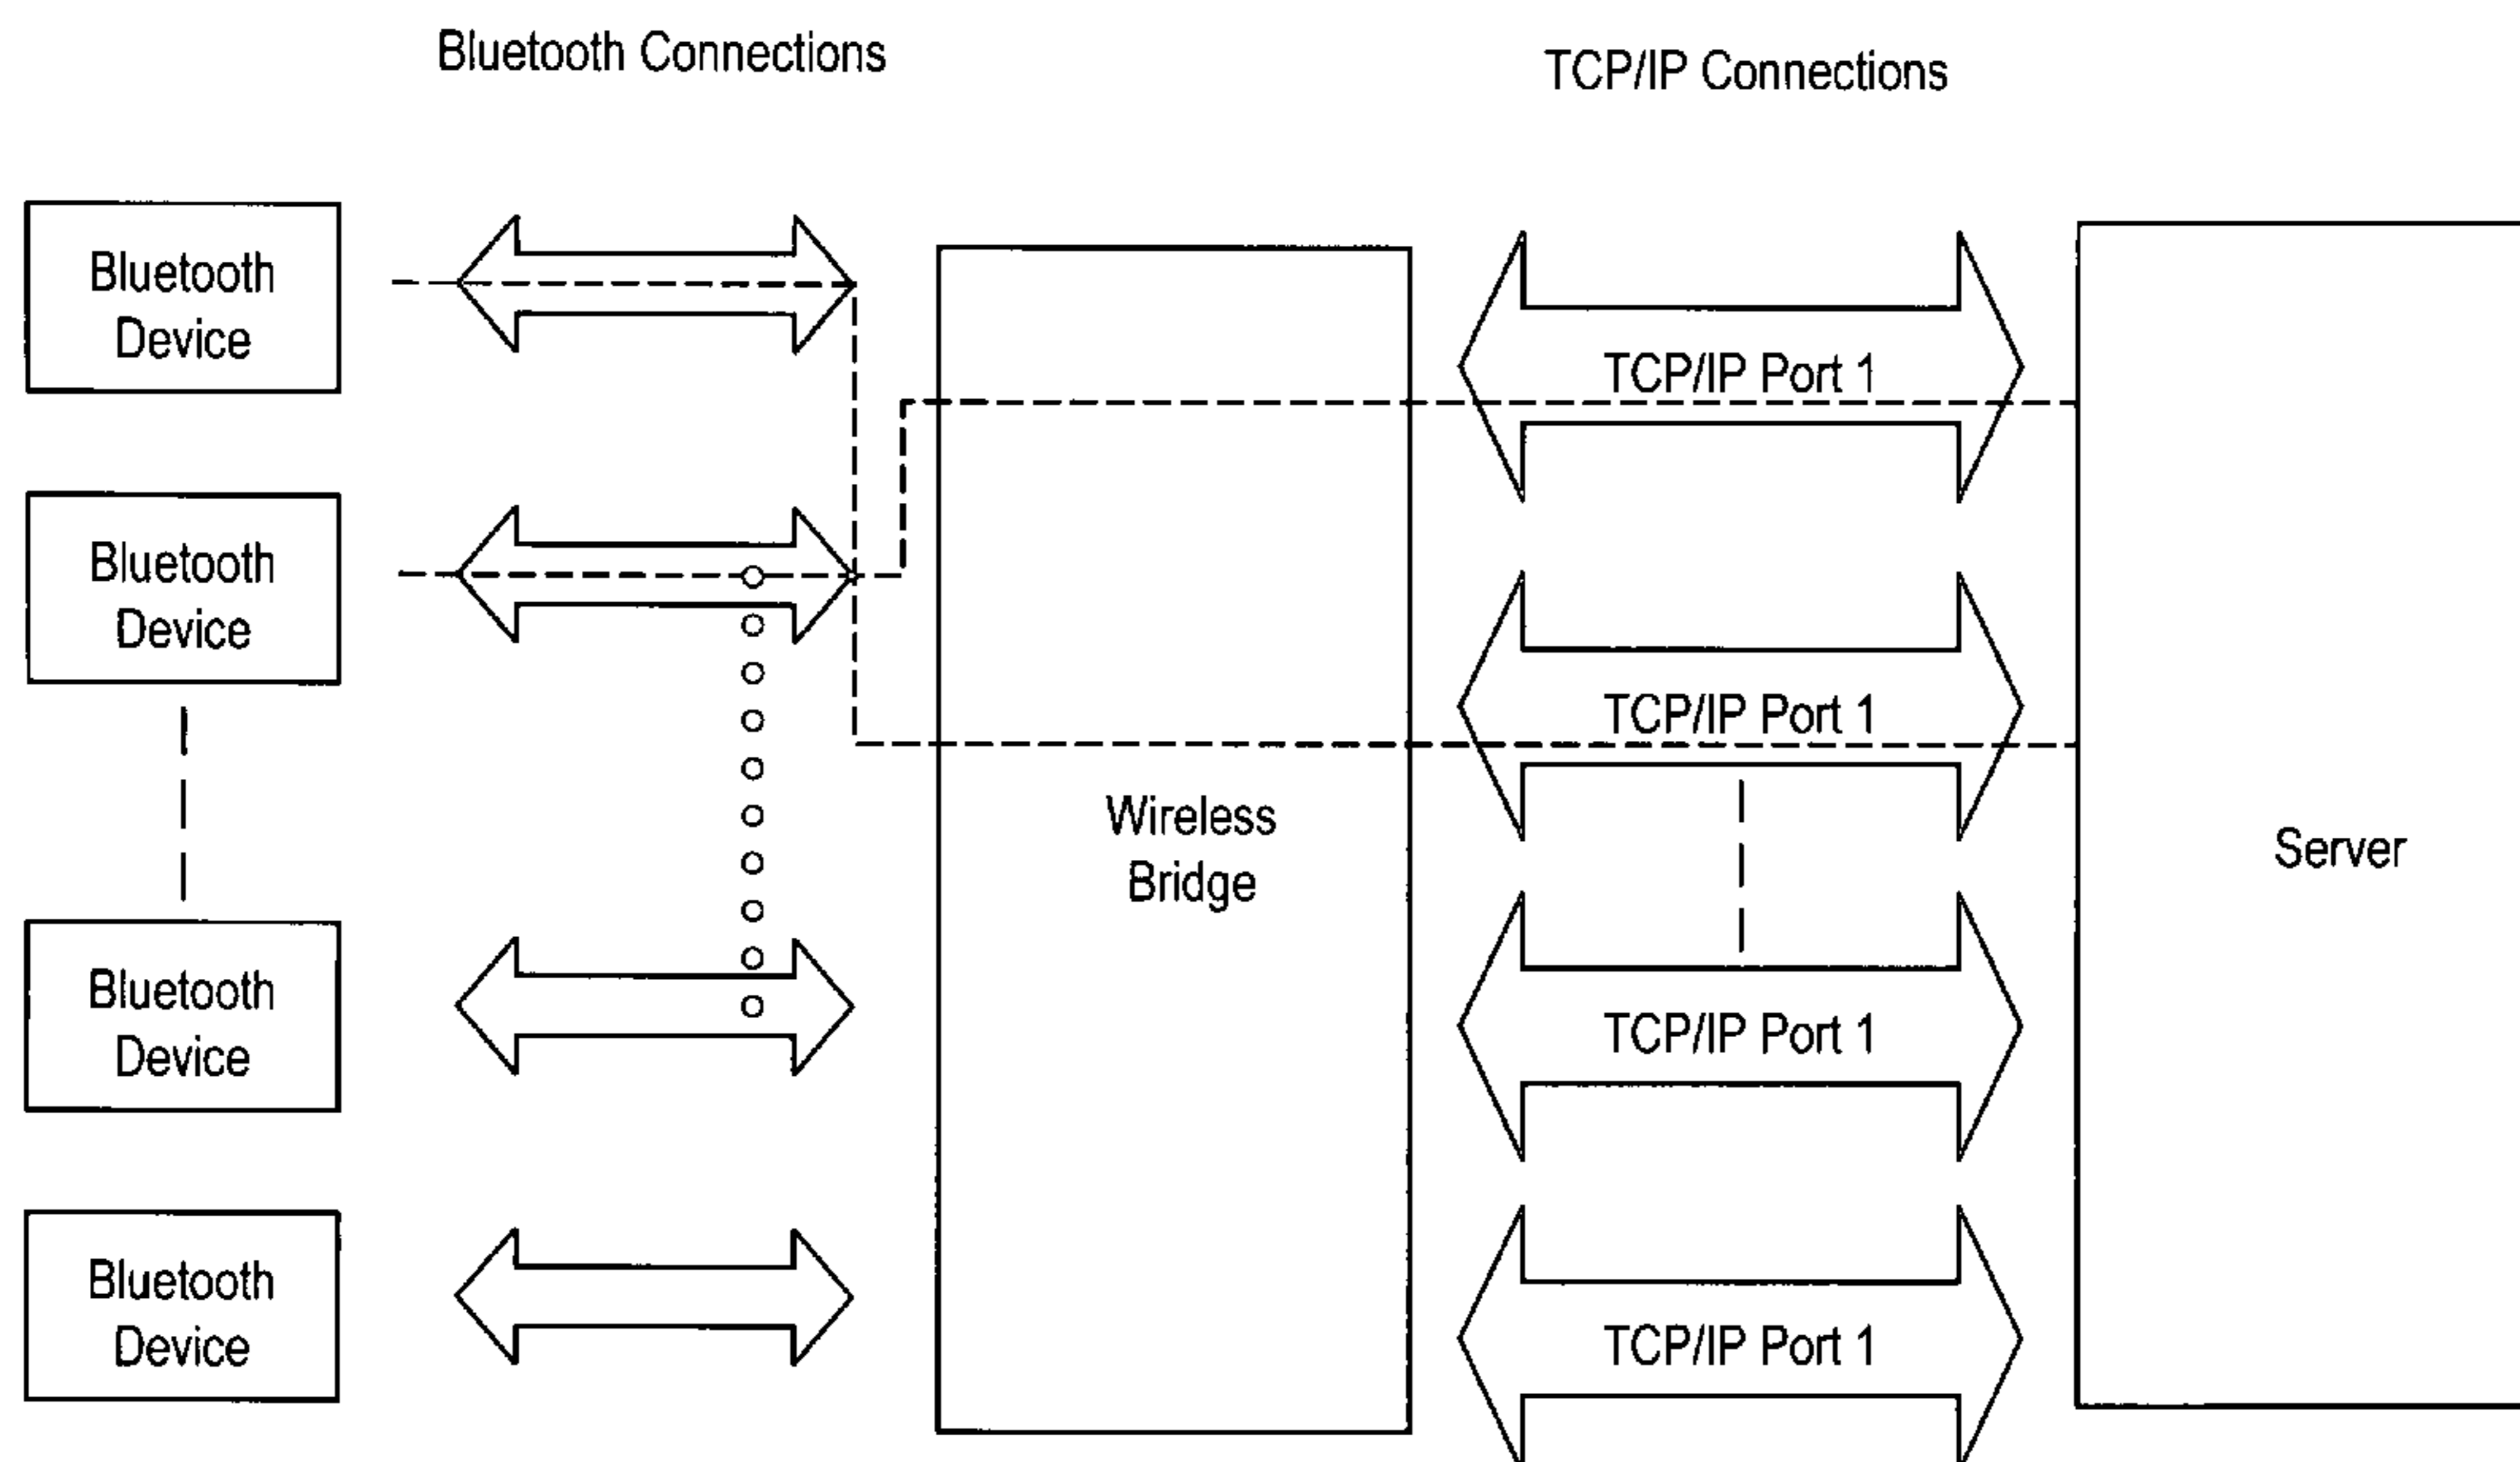 Bluetooth Connections
TCP/IP Connections
Bluetooth
Device
TCP/IP Port 1
Bluetooth
Device
TCP/IP Port 1
Wireless
Bridge
Server
Bluetooth
Device
TCP/IP Port 1
Bluetooth
Device
TCP/IP Port 1